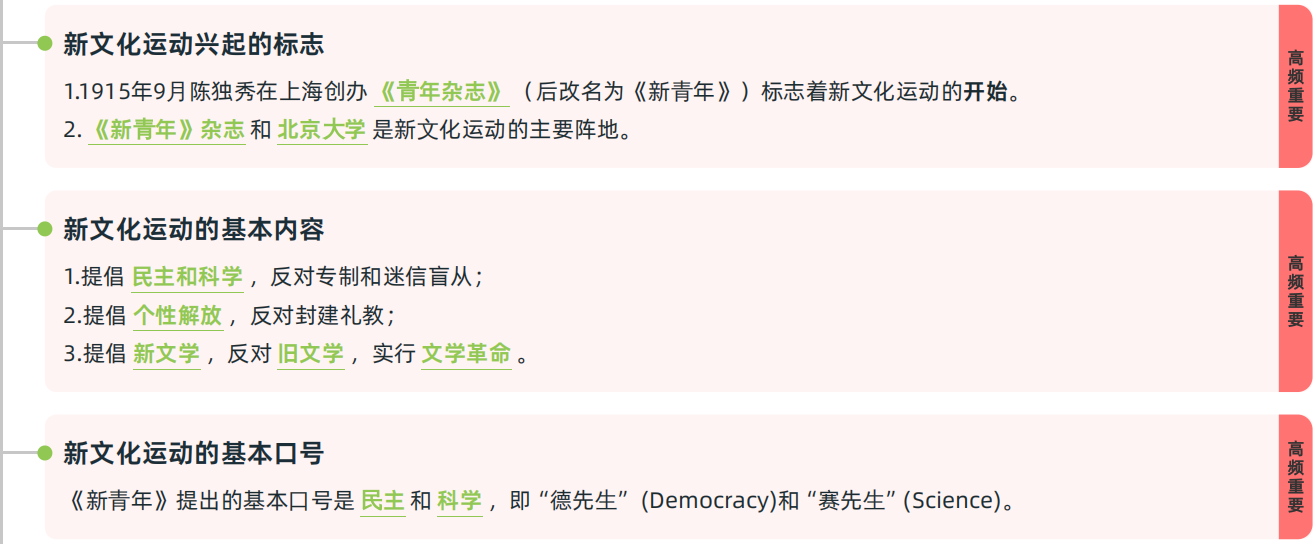 新文化运动兴起的标志
1.1915年9月陈独秀在上海创办《青年杂志》（后改名为《新青年》）标志着新文化运动的开始。
2.《新青年》杂志和北京大学是新文化运动的主要阵地。
高频重要
新文化运动的基本内容
1.提倡民主和科学，反对专制和迷信盲从；
2.提倡个性解放，反对封建礼教；
3.提倡新文学，反对旧文学，实行文学革命。
高频重要
新文化运动的基本口号
《新青年》提出的基本口号是民主和科学，即“德先生”(Democracy)和“赛先生”(Science)。
高频重要